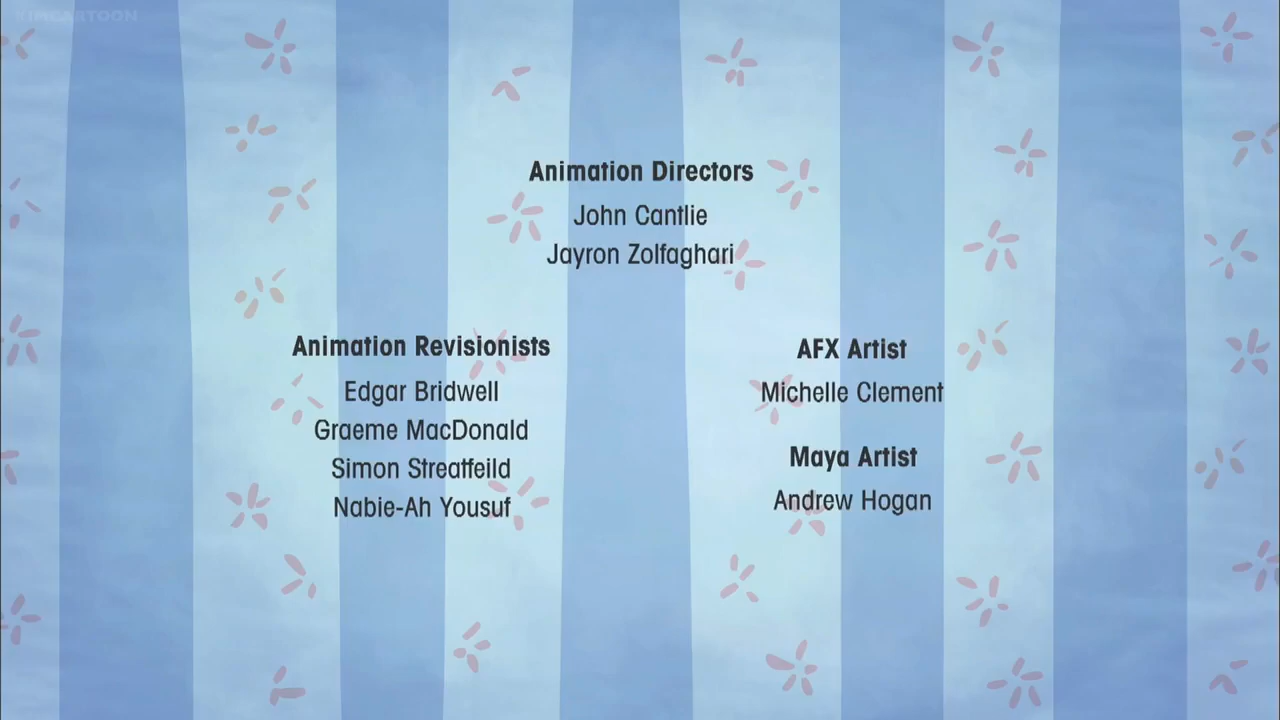 Animation Directors
John Cantlie
Jayron Zolfaghari
Animation Revisionists
Edgar Bridwell
Graeme MacDonald
Simon Streatfeild
Nabie-Ah Yousuf
AFX Artist
Michelle Clement
Maya Artist
Andrew Hogan